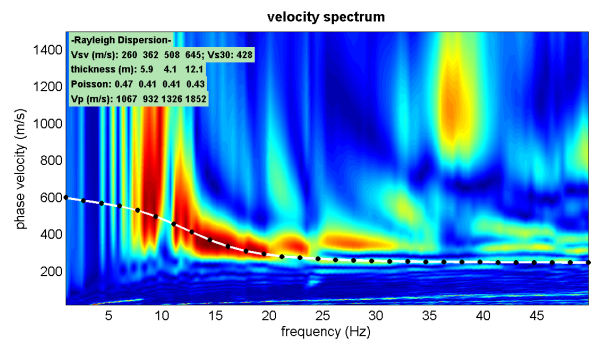 velocity spectrum
-Rayleigh Dispersion-
Vsv (m/s): 260 362 508 645; Vs30: 428
thickness (m): 5.9 4.1 12.1
Poisson: 0.47 0.41 0.41 0.43
Vp (m/s): 1067 932 1326 1852
1400
1200
1000
800
600
400
200
phase velocity (m/s)
5 10 15 20 25 30 35 40 45
frequency (Hz)